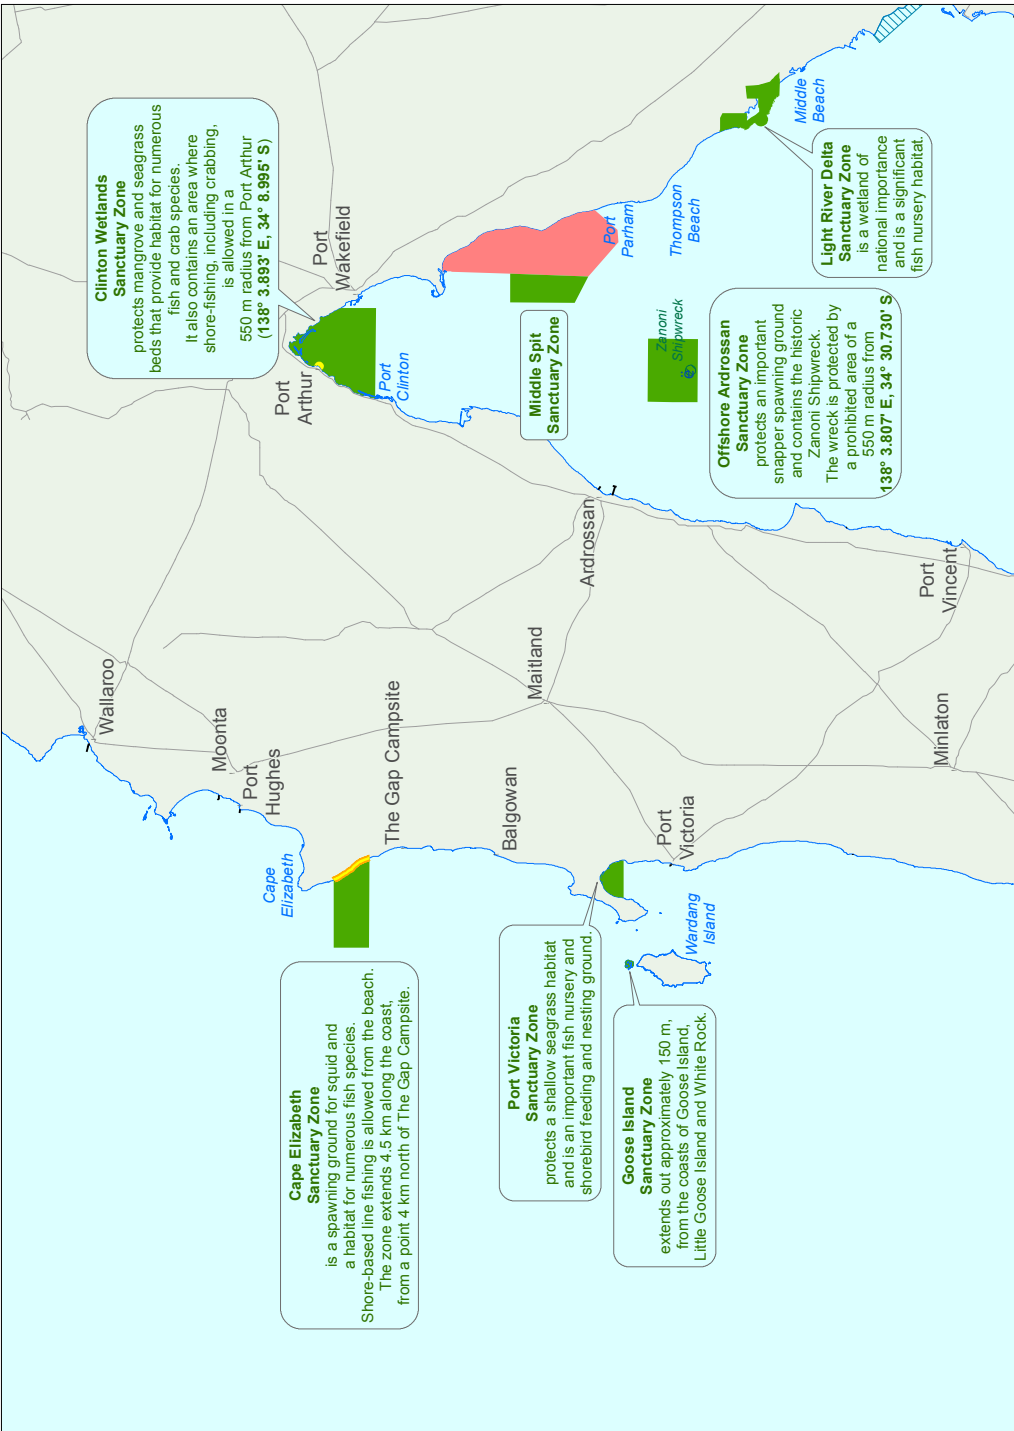 Clinton Wetlands
Sanctuary Zone
protects mangrove and seagrass
beds that provide habitat for numerous
fish and crab species.
It also contains an area where
shore-fishing, including crabbing,
is allowed in a
550 m radius from Port Arthur
(138° 3.893' E, 34° 8.995' S)
Port
Wakefield
Port
Arthur
Port
Clinton
Middle Spit
Sanctuary Zone
Port
Parham
Thompson
Beach
Middle
Beach
Light River Delta
Sanctuary Zone
is a wetland of
national importance
and is a significant
fish nursery habitat.
Zanoni
Shipwreck
Offshore Ardrossan
Sanctuary Zone
protects an important
snapper spawning ground
and contains the historic
Zanoni Shipwreck.
The wreck is protected by
a prohibited area of a
550 m radius from
138° 3.807' E, 34° 30.730' S
Ardrossan
Port
Vincent
Wallaroo
Moonta
Port
Hughes
Maitland
The Gap Campsite
Balgowan
Port
Victoria
Minlaton
Cape
Elizabeth
Wardang
Island
Cape Elizabeth
Sanctuary Zone
is a spawning ground for squid and
a habitat for numerous fish species.
Shore-based line fishing is allowed from the beach.
The zone extends 4.5 km along the coast,
from a point 4 km north of The Gap Campsite.
Port Victoria
Sanctuary Zone
protects a shallow seagrass habitat
and is an important fish nursery and
shorebird feeding and nesting ground.
Goose Island
Sanctuary Zone
extends out approximately 150 m,
from the coasts of Goose Island,
Little Goose Island and White Rock.